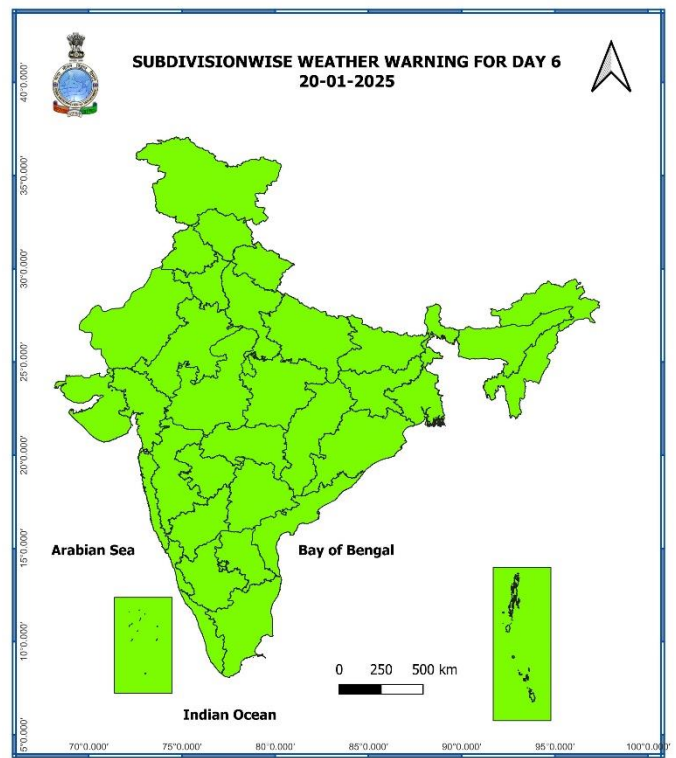 SUBDIVISIONWISE WEATHER WARNING FOR DAY 6
20-01-2025
40°0.000'
35°0.000'
30°0.000'
25°0.000'
20°0.000'
15°0.000'
10°0.000'
5°0.000'
Arabian Sea
Bay of Bengal
0 250 500 km
Indian Ocean
70°0.000' 75°0.000' 80°0.000' 85°0.000' 90°0.000' 95°0.000' 100°0.000'